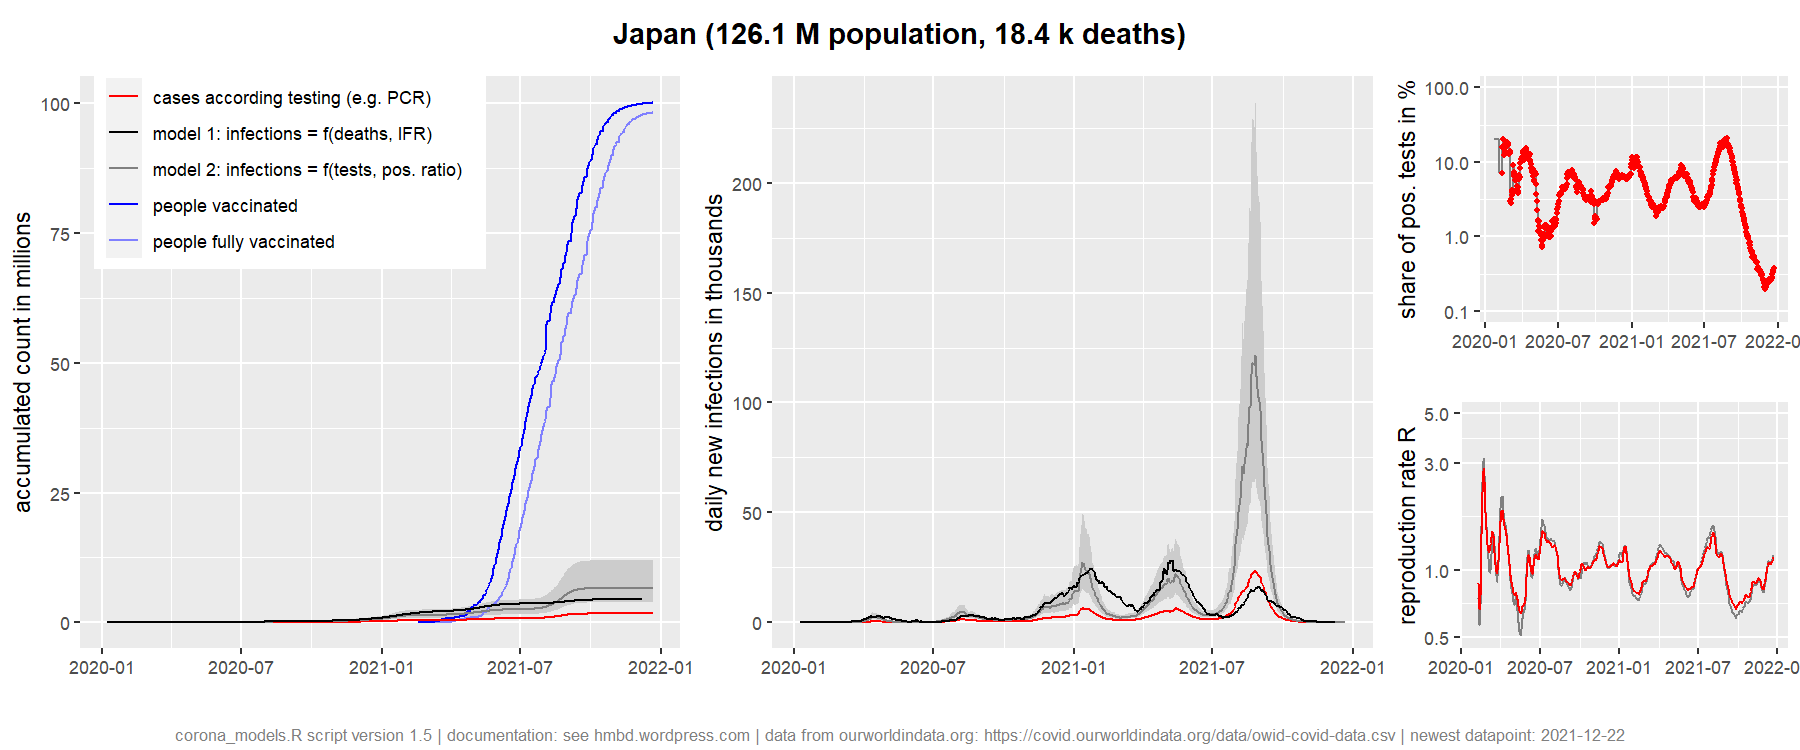 Japan (126.1 M population, 18.4 k deaths)
accumulated count in millions
100
75
50
25
0
cases according testing (e.g. PCR)
model 1: infections = f(deaths, IFR)
model 2: infections = f(tests, pos. ratio)
people vaccinated
people fully vaccinated
2020-01 2020-07 2021-01 2021-07 2022-01
daily new infections in thousands
200
150
100
50
0
2020-01 2020-07 2021-01 2021-07 2022-01
share of pos. tests in %
100.0
10.0
1.0
0.1
2020-01 2020-07 2021-01 2021-07 2022-0
reproduction rate R
5.0
3.0
1.0
0.5
2020-01 2020-07 2021-01 2021-07 2022-0
corona_models.R script version 1.5 | documentation: see hmbd.wordpress.com | data from ourworldindata.org: https://covid.ourworldindata.org/data/owid-covid-data.csv | newest datapoint: 2021-12-22